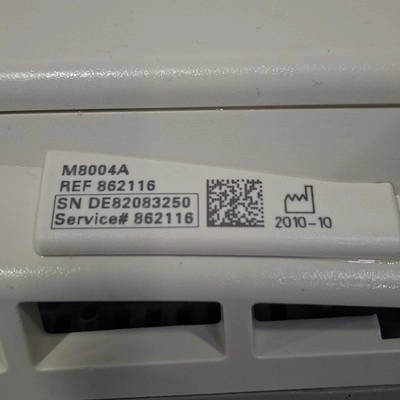 M8004A
REF 862116
SN DE82083250
Service# 862116
2010-10